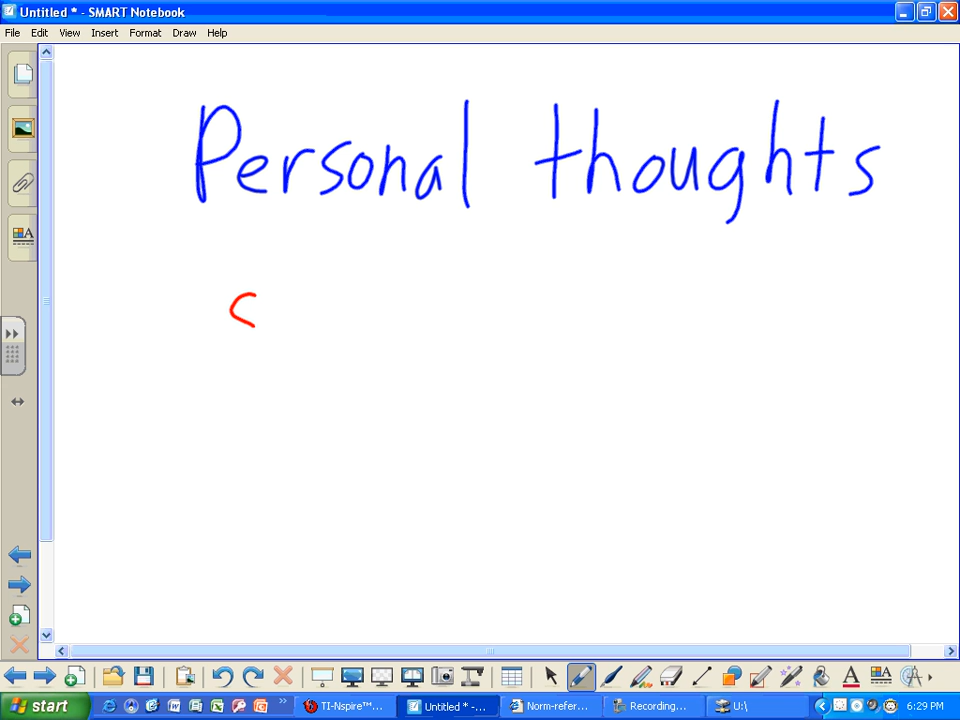 Untitled * - SMART Notebook
File Edit View Insert Format Draw Help
Personal thoughts
c
start TI-Nspire™... Untitled * -... Norm-refer... Recording... U:\ 6:29 PM